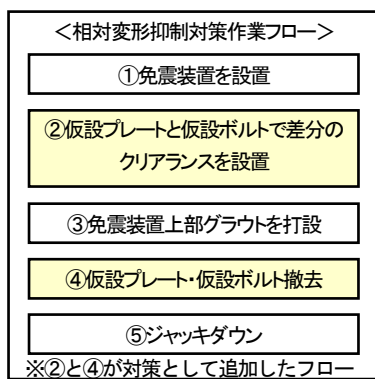 ＜相対変形抑制対策作業フロー＞
①免震装置を設置
②仮設プレートと仮設ボルトで差分の
クリアランスを設置
③免震装置上部グラウトを打設
④仮設プレート・仮設ボルト撤去
⑤ジャッキダウン
※②と④が対策として追加したフロー